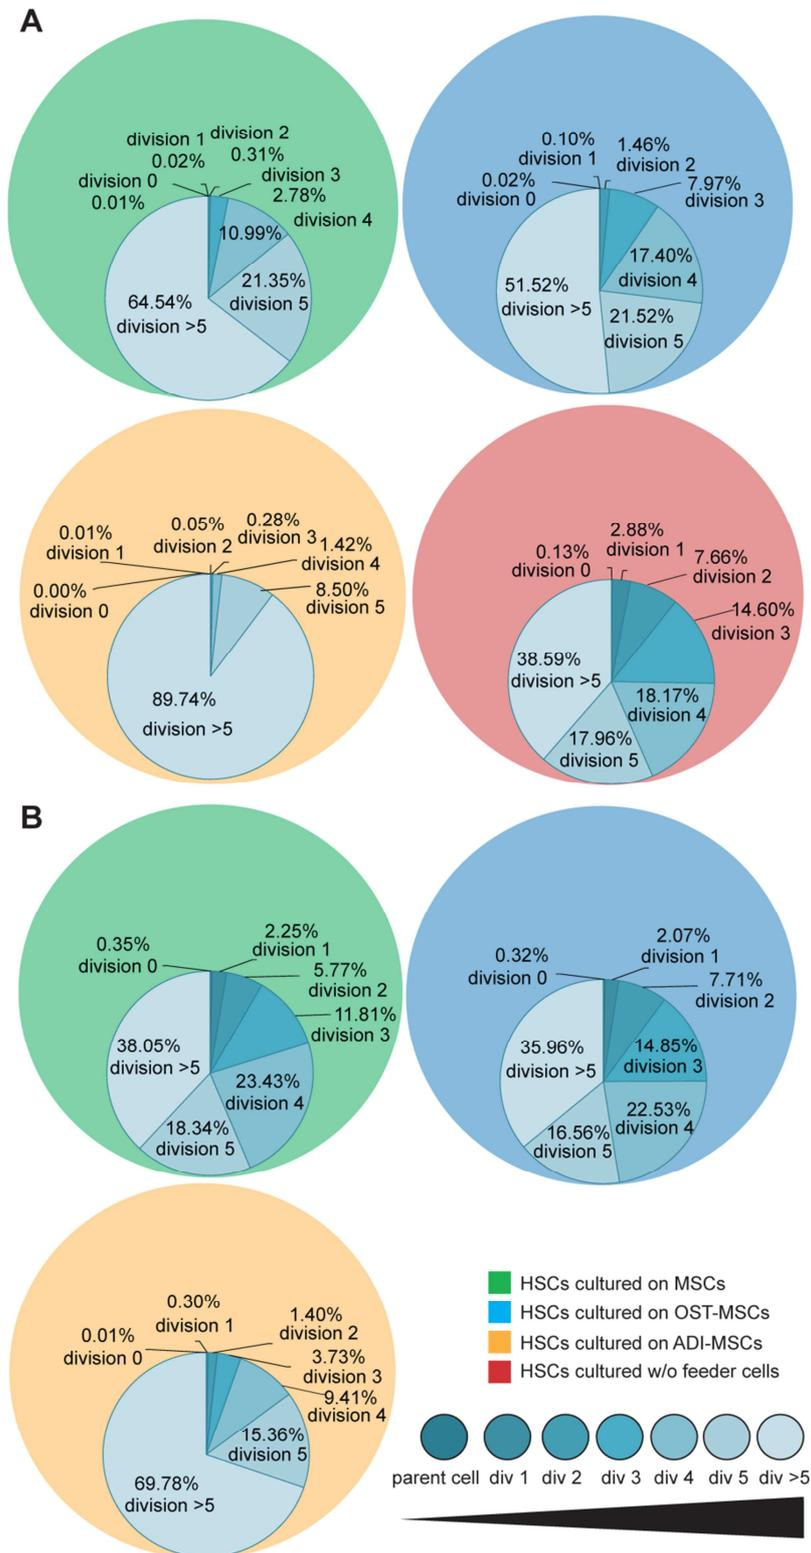 A
division 1 division 2
0.02% 0.31%
division 0 division 3
0.01% 2.78%
division 4
10.99%
21.35%
division 5
64.54%
division >5
0.10% 1.46%
division 1 division 2
0.02% 7.97%
division 0 division 3
17.40%
division 4
51.52%
division >5
21.52%
division 5
0.01% 0.05% 0.28%
division 1 division 2 division 3
1.42%
division 4
0.00% 8.50%
division 0 division 5
89.74%
division >5
0.13% 2.88%
division 0 division 1
7.66%
division 2
14.60%
division 3
38.59%
division >5
18.17%
division 4
17.96%
division 5
B
0.35% 2.25%
division 0 division 1
5.77%
division 2
11.81%
division 3
38.05%
division >5
23.43%
division 4
18.34%
division 5
0.32% 2.07%
division 0 division 1
7.71%
division 2
35.96% 14.85%
division >5 division 3
22.53%
division 4
16.56%
division 5
0.30% 1.40%
division 1 division 2
0.01% 3.73%
division 0 division 3
9.41%
division 4
15.36%
division 5
69.78%
division >5
HSCs cultured on MSCs
HSCs cultured on OST-MSCs
HSCs cultured on ADI-MSCs
HSCs cultured w/o feeder cells
parent cell div 1 div 2 div 3 div 4 div 5 div >5